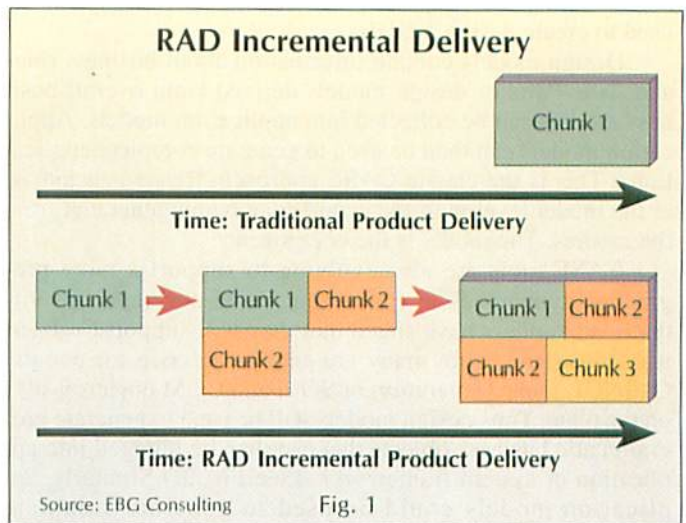 RAD Incremental Delivery
Chunk 1
Time: Traditional Product Delivery
Chunk 1
Chunk 1
Chunk 2
Chunk 2
Chunk 1
Chunk 2
Chunk 2
Chunk 3
Time: RAD Incremental Product Delivery
Source: EBG Consulting
Fig. 1